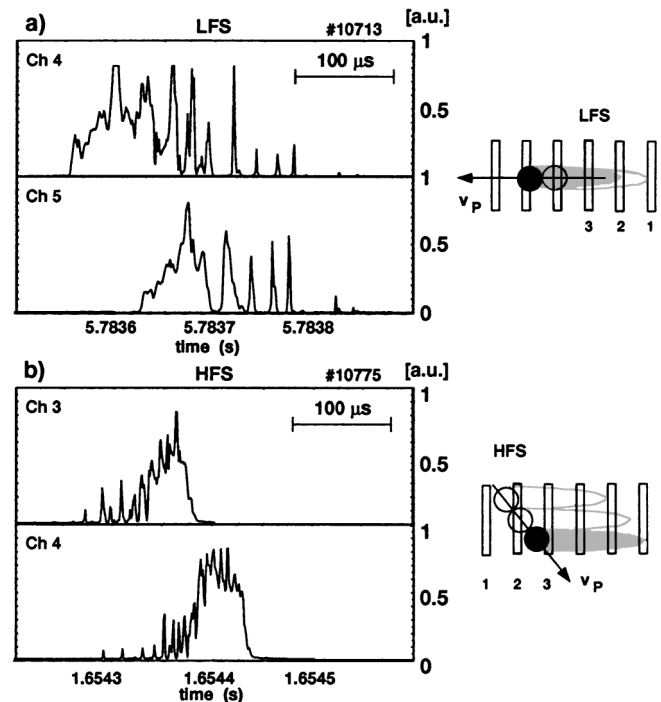 a) LFS #10713 [a.u.]
Ch 4
100 μs
1
0.5
1
Ch 5
0.5
0
5.7836 5.7837 5.7838
time (s)
LFS
v P
3 2 1
b) HFS #10775 [a.u.]
Ch 3
100 μs
1
0.5
1
Ch 4
0.5
0
1.6543 1.6544 1.6545
time (s)
HFS
1 2 3
v P